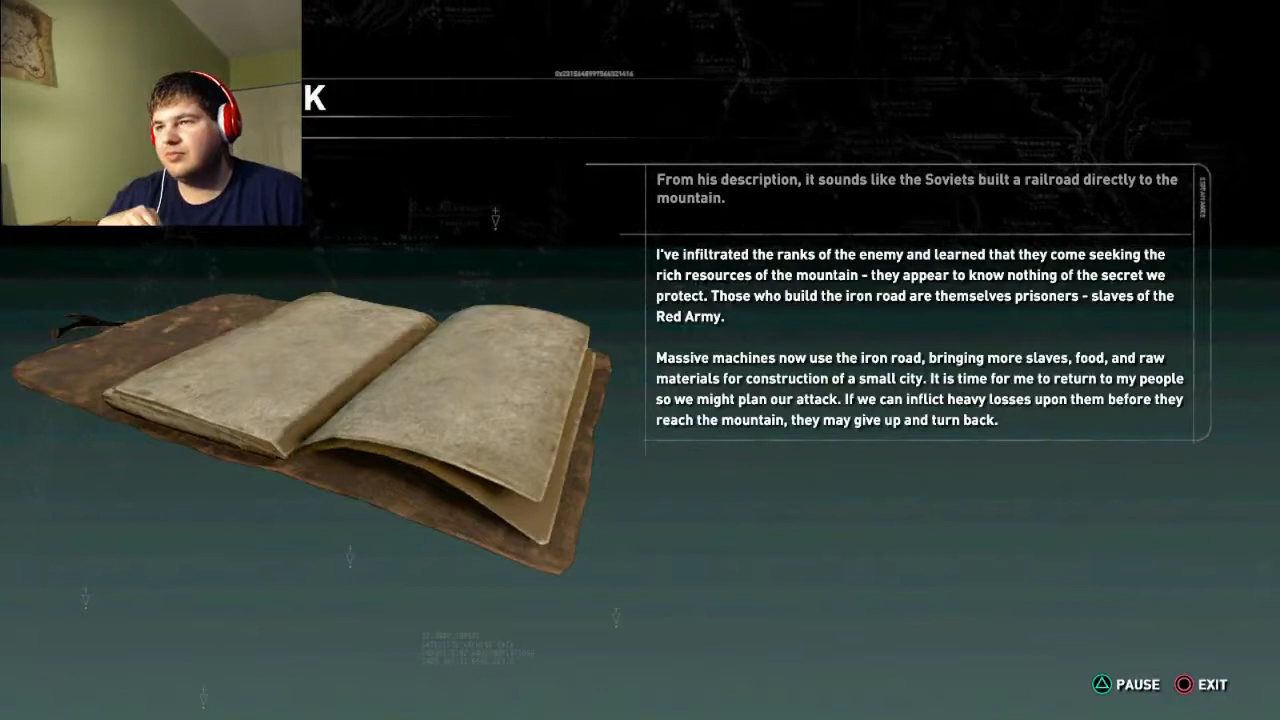 K
From his description, it sounds like the Soviets built a railroad directly to the
mountain.
I've infiltrated the ranks of the enemy and learned that they come seeking the
rich resources of the mountain - they appear to know nothing of the secret we
protect. Those who build the iron road are themselves prisoners - slaves of the
Red Army.
Massive machines now use the iron road, bringing more slaves, food, and raw
materials for construction of a small city. It is time for me to return to my people
so we might plan our attack. If we can inflict heavy losses upon them before they
reach the mountain, they may give up and turn back.
PAUSE EXIT